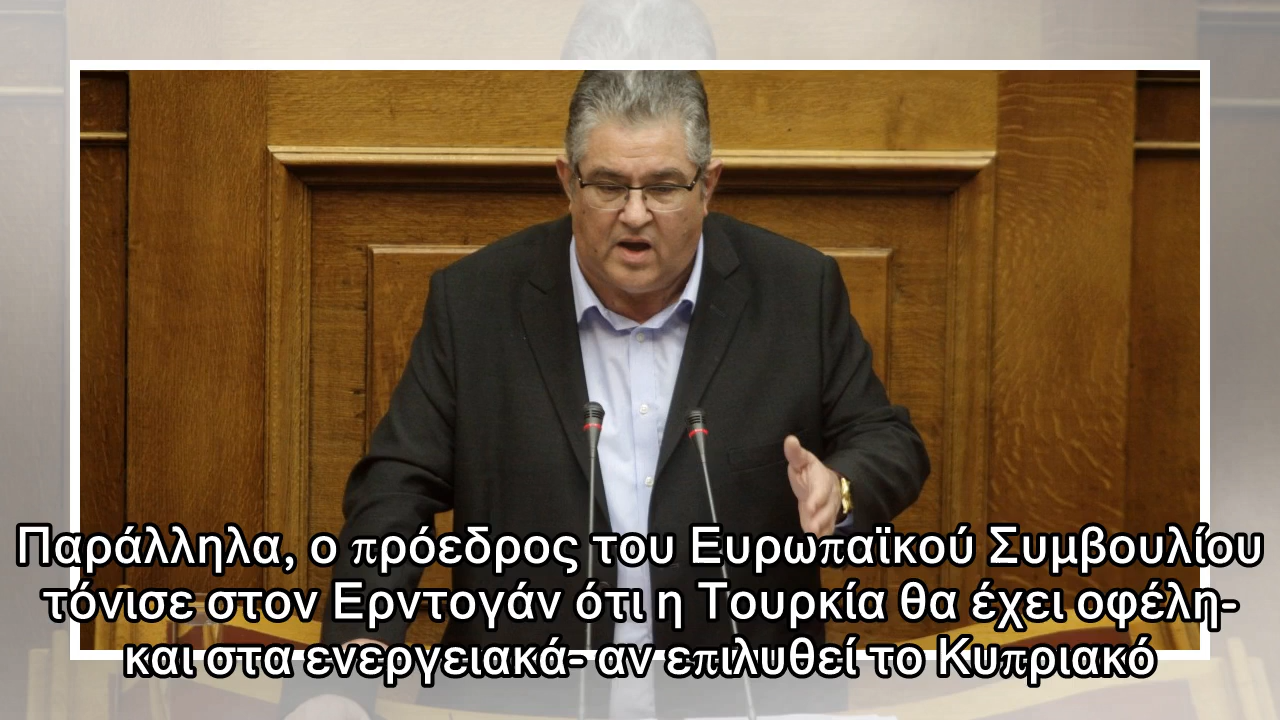 Παράλληλα, ο πρόεδρος του Ευρωπαϊκού Συμβουλίου
τόνισε στον Ερντογάν ότι η Τουρκία θα έχει οφέλη-
και στα ενεργειακά- αν επιλυθεί το Κυπριακό